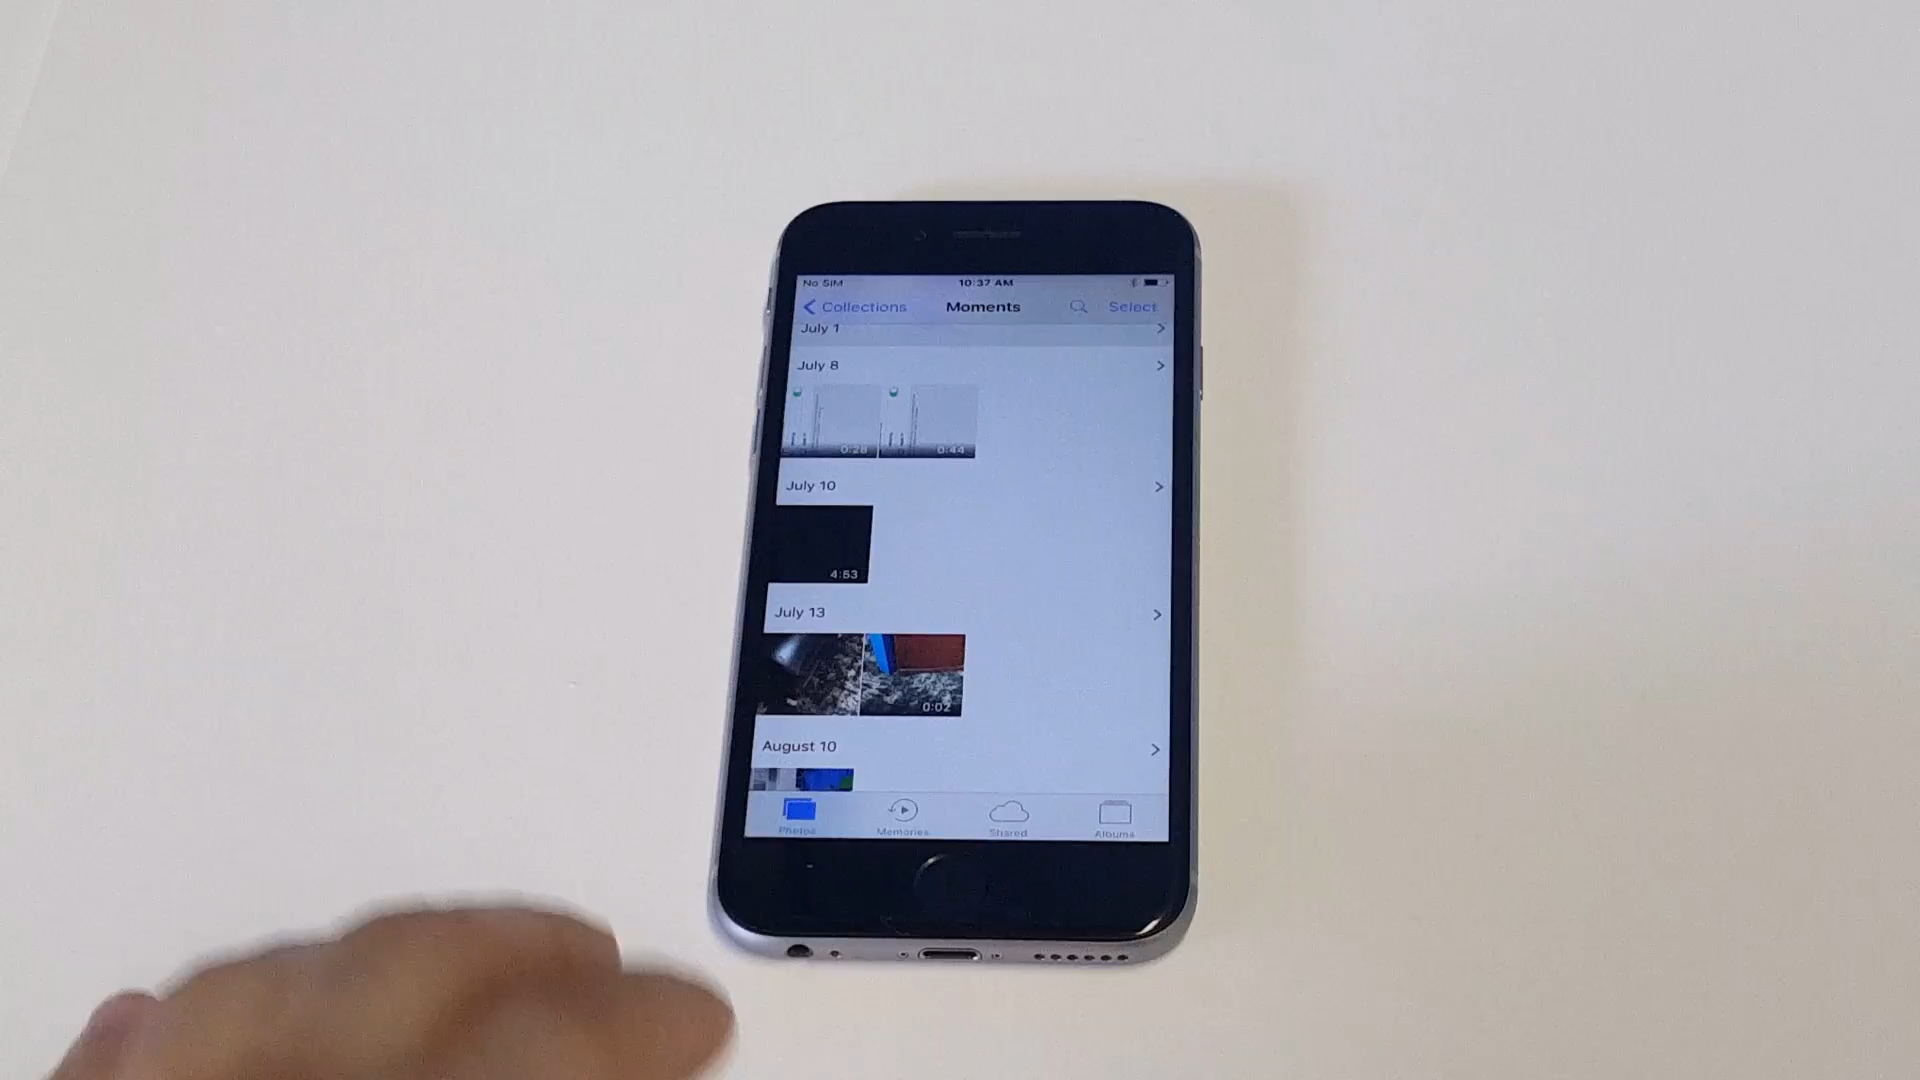 No SIM 10:37 AM
Collections Moments Select
July 1
July 8
0:28 0:44
July 10
4:53
July 13
0:02
August 10
Photos Memories Shared Albums